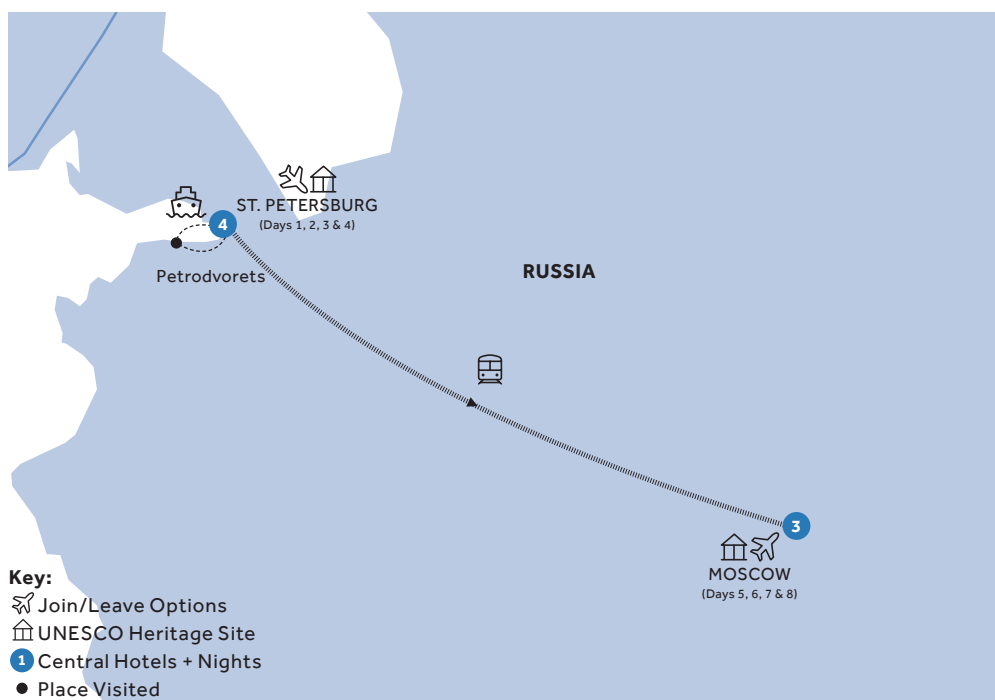 ST. PETERSBURG
(Days 1, 2, 3 & 4)
4
Petrodvorets
RUSSIA
3
MOSCOW
(Days 5, 6, 7 & 8)
Key:
Join/Leave Options
UNESCO Heritage Site
1 Central Hotels + Nights
Place Visited